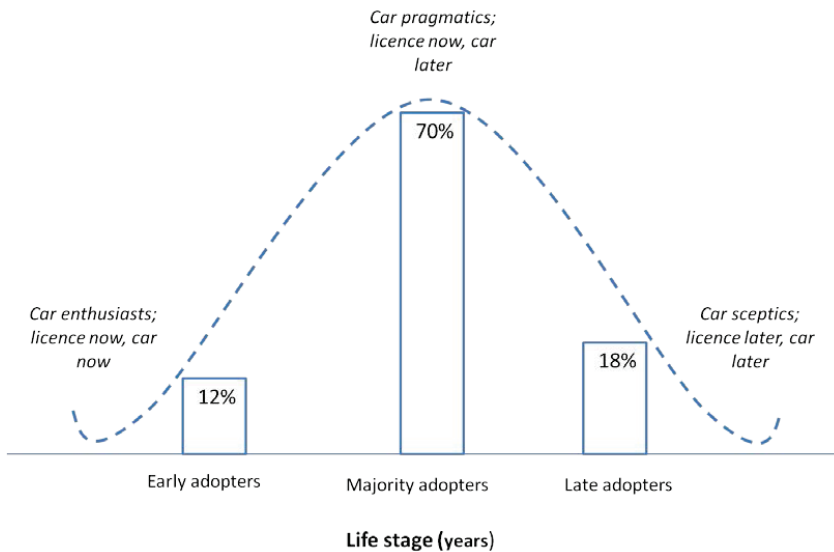 Car pragmatics;
licence now, car
later
70%
Car enthusiasts;
licence now, car
now
Car sceptics;
licence later, car
later
12%
18%
Early adopters
Majority adopters
Late adopters
Life stage (years)